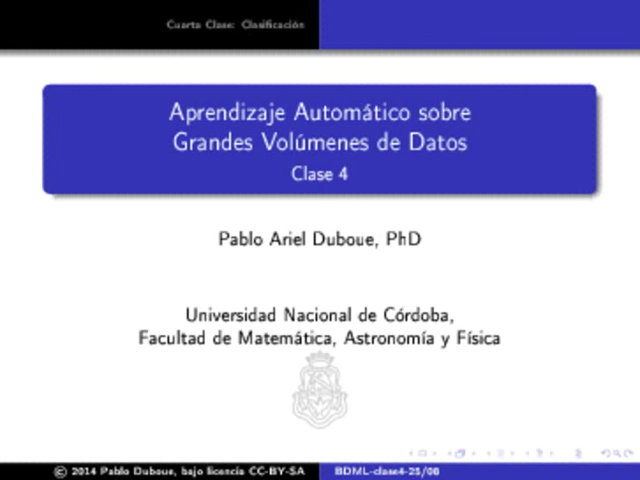 Cuarta Clase: Clasificación
Aprendizaje Automático sobre
Grandes Volúmenes de Datos
Clase 4
Pablo Ariel Duboue, PhD
Universidad Nacional de Córdoba,
Facultad de Matemática, Astronomía y Física
© 2014 Pablo Duboue, bajo licencia CC-BY-SA BDML-clase4-25/08